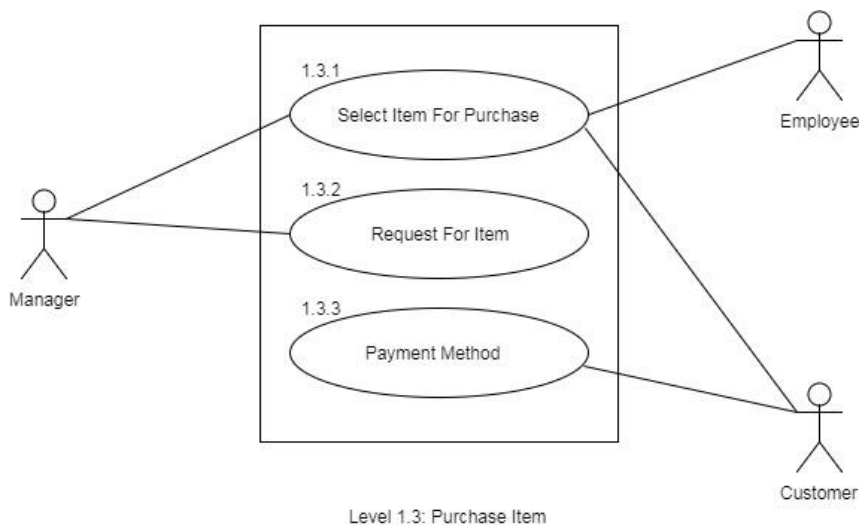 Employee
1.3.1
Select Item For Purchase
1.3.2
Request For Item
Manager
1.3.3
Payment Method
Customer
Level 1.3: Purchase Item